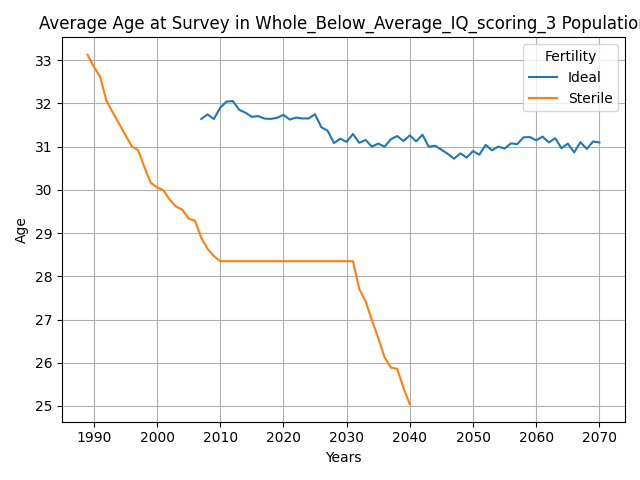 Average Age at Survey in Whole_Below_Average_IQ_scoring_3 Population
Fertility
Ideal
Sterile
Age
33
32
31
30
29
28
27
26
25
1990 2000 2010 2020 2030 2040 2050 2060 2070
Years